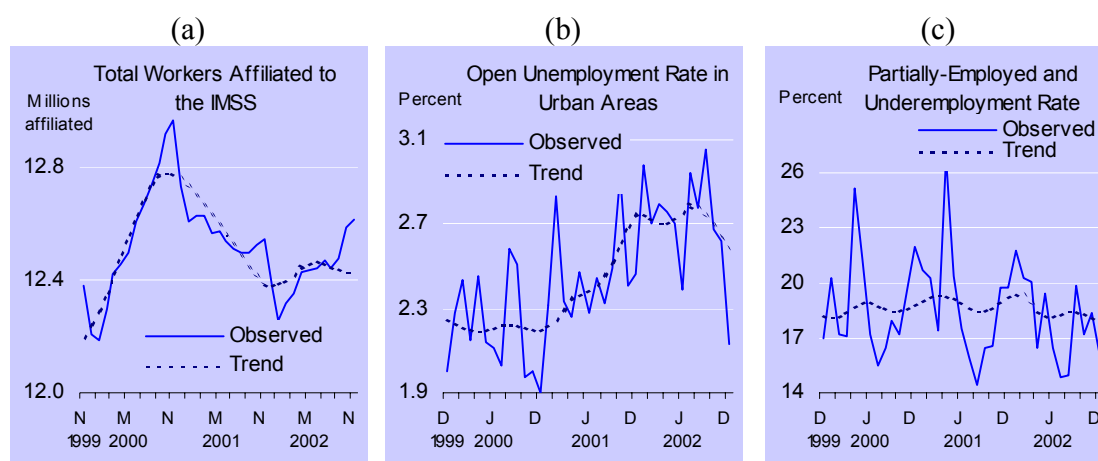 (a)
Total Workers Affiliated to
the IMSS
Millions
affiliated
12.8
12.4
12.0
Observed
Trend
N M N M N M N
1999 2000 2001 2002
(b)
Open Unemployment Rate in
Urban Areas
Percent
3.1
2.7
2.3
1.9
Observed
Trend
D J D J D J D
1999 2000 2001 2002
(c)
Partially-Employed and
Underemployment Rate
Percent
Observed
Trend
26
23
20
17
14
D J D J D J D
1999 2000 2001 2002